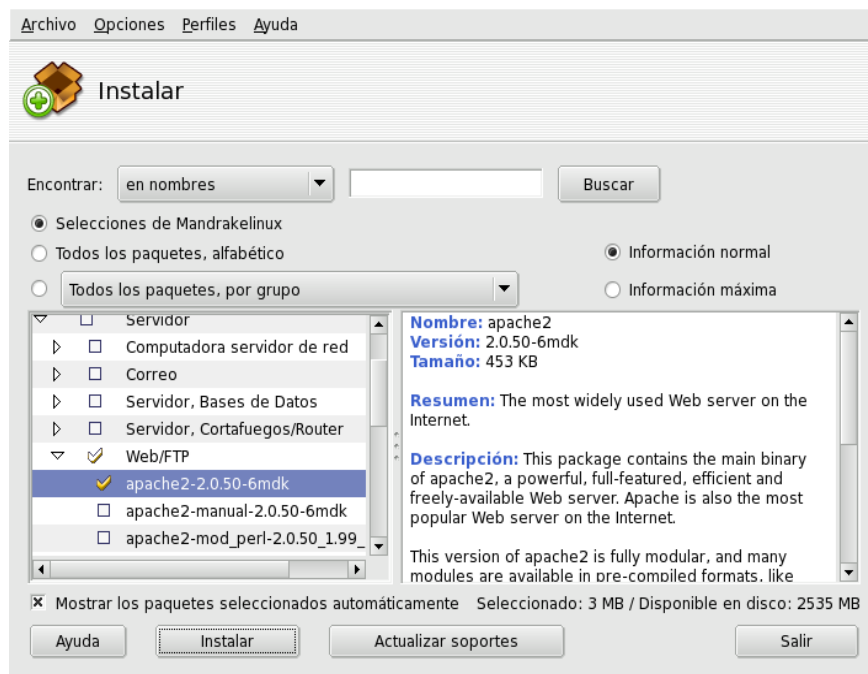 Archivo Opciones Perfiles Ayuda
Instalar
Encontrar: en nombres Buscar
Selecciones de Mandrakelinux
Todos los paquetes, alfabético
Información normal
Todos los paquetes, por grupo
Información máxima
Servidor
Computadora servidor de red
Correo
Servidor, Bases de Datos
Servidor, Cortafuegos/Router
Web/FTP
apache2-2.0.50-6mdk
apache2-manual-2.0.50-6mdk
apache2-mod_perl-2.0.50_1.99_
Nombre: apache2
Versión: 2.0.50-6mdk
Tamaño: 453 KB
Resumen: The most widely used Web server on the
Internet.
Descripción: This package contains the main binary
of apache2, a powerful, full-featured, efficient and
freely-available Web server. Apache is also the most
popular Web server on the Internet.
This version of apache2 is fully modular, and many
modules are available in pre-compiled formats, like
Mostrar los paquetes seleccionados automáticamente Seleccionado: 3 MB / Disponible en disco: 2535 MB
Ayuda Instalar Actualizar soportes Salir